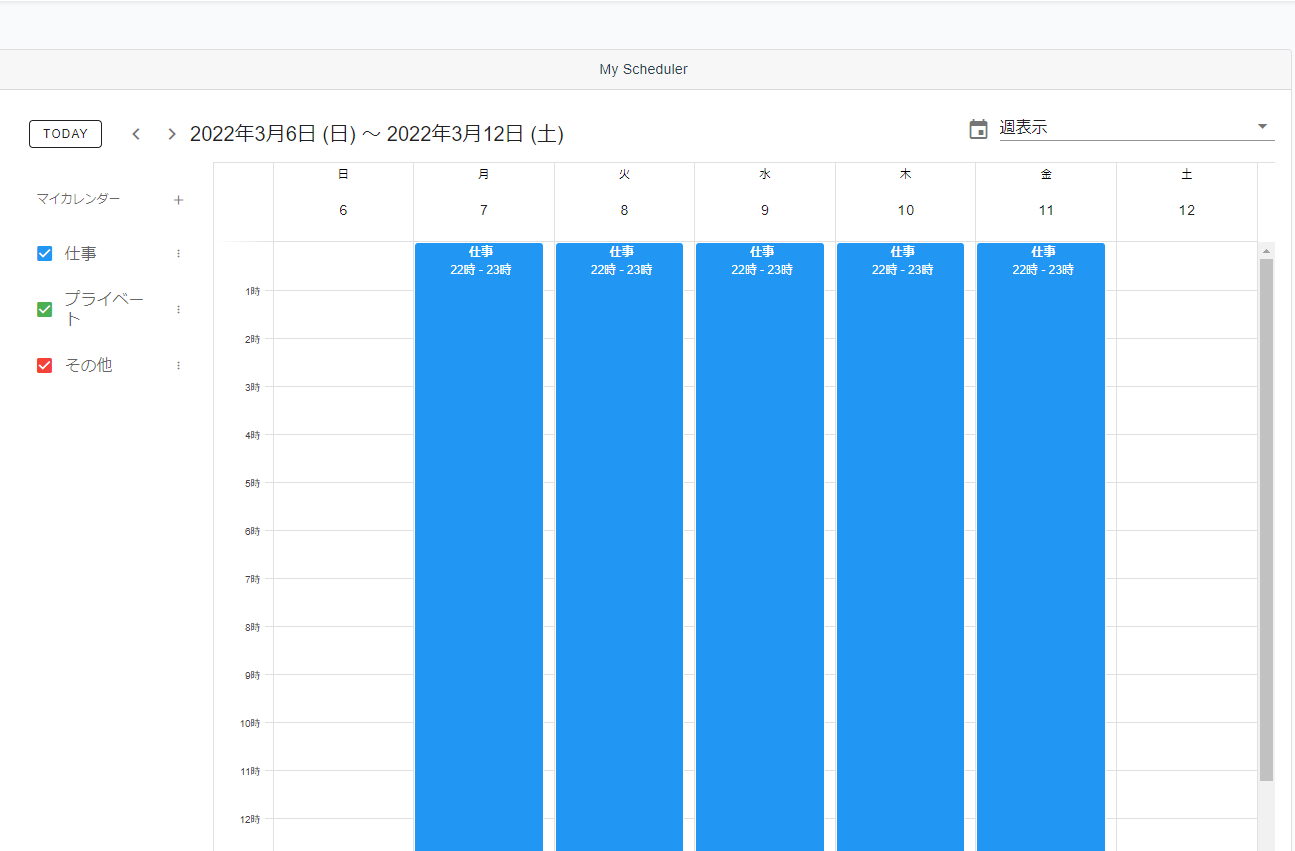 My Scheduler
TODAY
2022年3月6日 (日) ～ 2022年3月12日 (土)
週表示
マイカレンダー +
仕事
プライベー
ト
その他
日 月 火 水 木 金 土
6 7 8 9 10 11 12
仕事 仕事 仕事 仕事 仕事
22時 - 23時 22時 - 23時 22時 - 23時 22時 - 23時 22時 - 23時
1時
2時
3時
4時
5時
6時
7時
8時
9時
10時
11時
12時